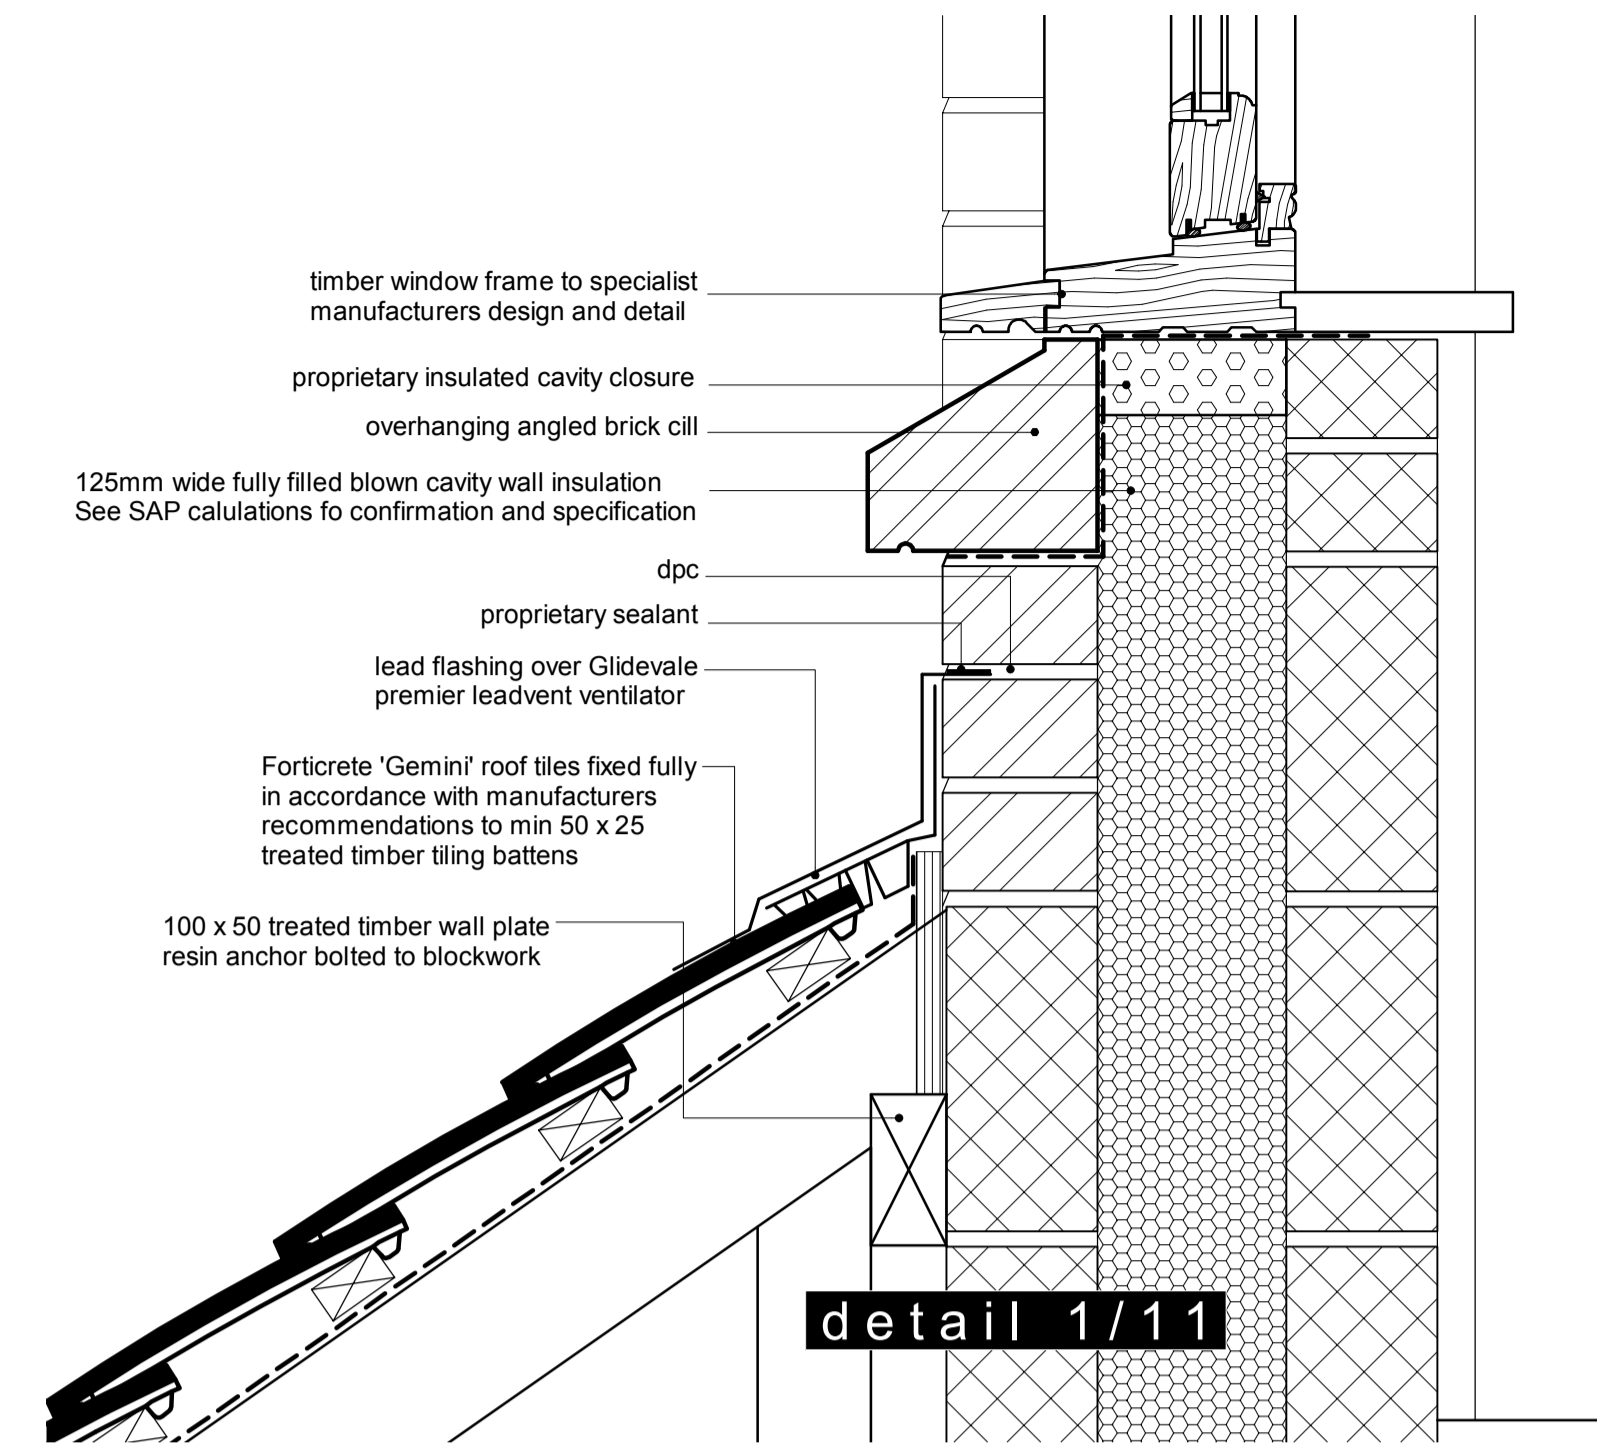 timber window frame to specialist
manufacturers design and detail
proprietary insulated cavity closure
overhanging angled brick cill
125mm wide fully filled blown cavity wall insulation
See SAP calulations fo confirmation and specification
dpc
proprietary sealant
lead flashing over Glidevale
premier leadvent ventilator
Forticrete 'Gemini' roof tiles fixed fully
in accordance with manufacturers
recommendations to min 50 x 25
treated timber tiling battens
100 x 50 treated timber wall plate
resin anchor bolted to blockwork
detail 1/11